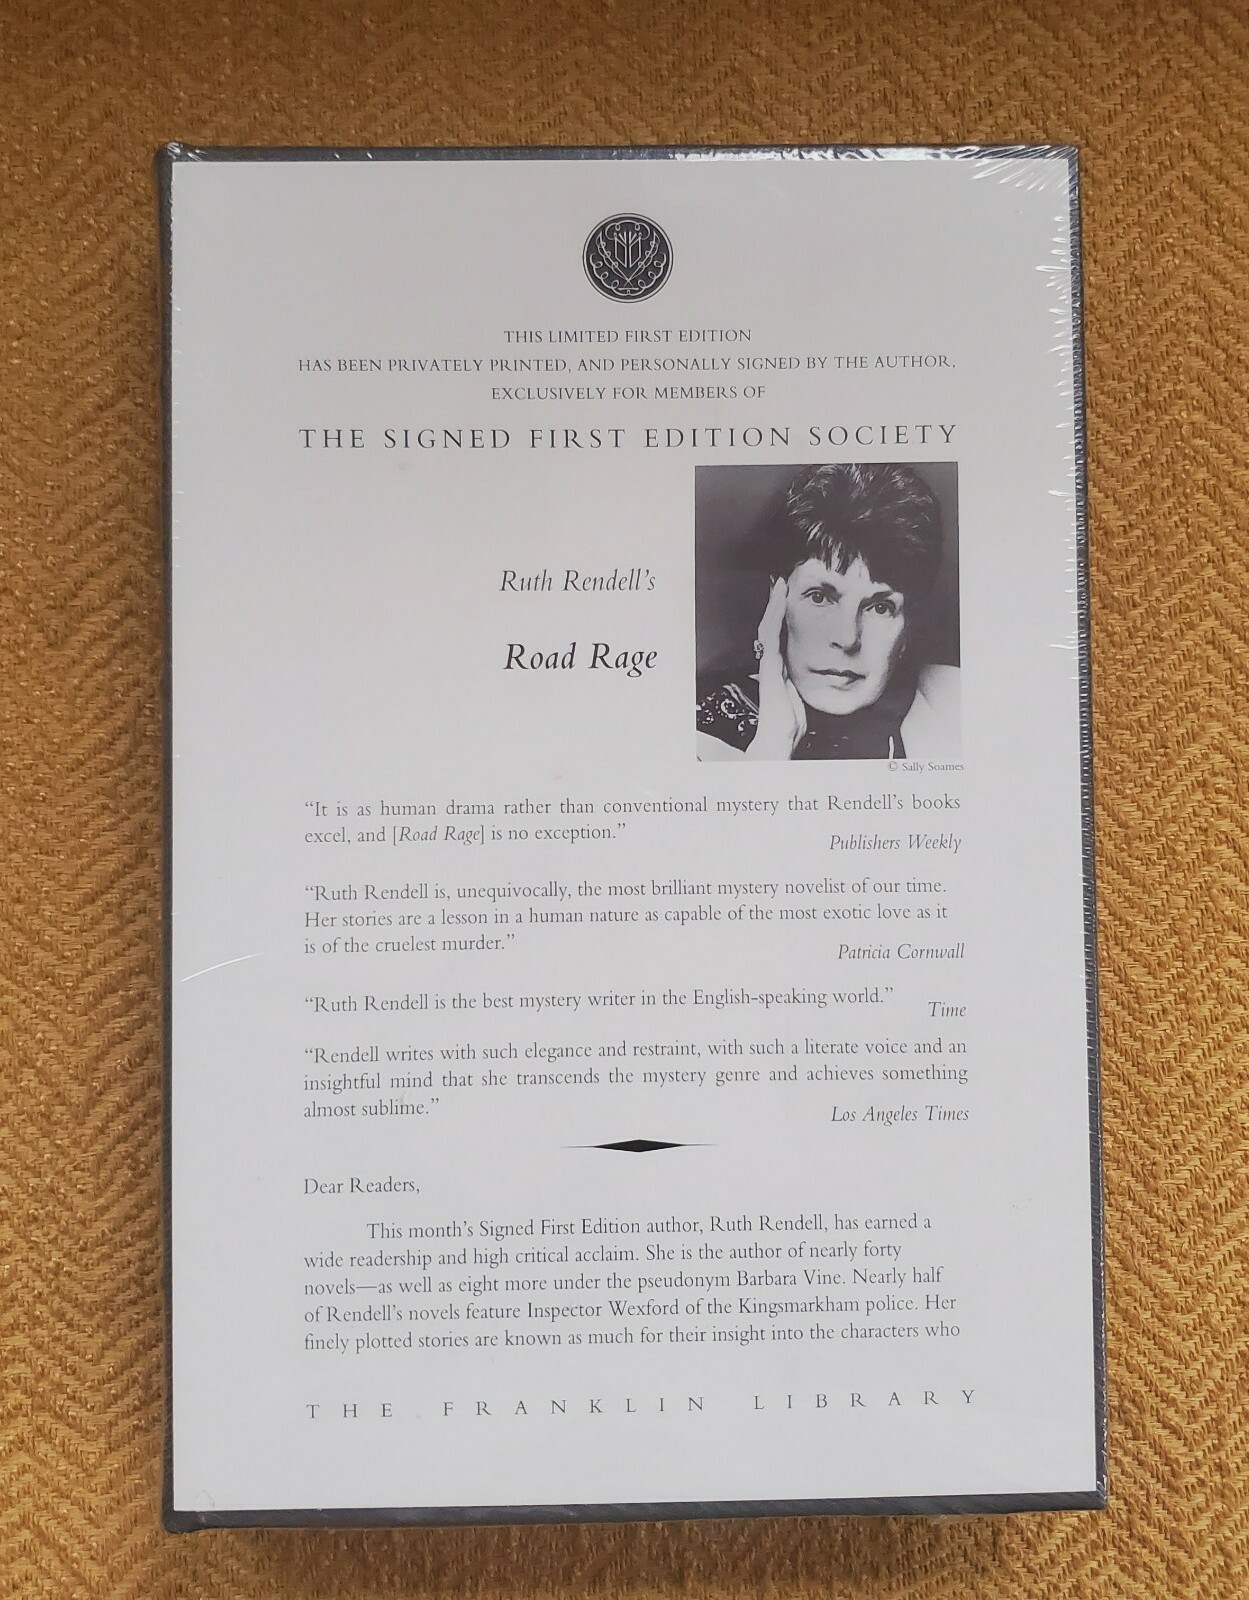 THIS LIMITED FIRST EDITION
HAS BEEN PRIVATELY PRINTED, AND PERSONALLY SIGNED BY THE AUTHOR,
EXCLUSIVELY FOR MEMBERS OF
THE SIGNED FIRST EDITION SOCIETY
Ruth Rendell's
Road Rage
© Sally Soames
“It is as human drama rather than conventional mystery that Rendell's books
excel, and [Road Rage] is no exception.”
Publishers Weekly
“Ruth Rendell is, unequivocally, the most brilliant mystery novelist of our time.
Her stories are a lesson in a human nature as capable of the most exotic love as it
is of the cruelest murder.”
Patricia Cornwall
“Ruth Rendell is the best mystery writer in the English-speaking world.”
Time
“Rendell writes with such elegance and restraint, with such a literate voice and an
insightful mind that she transcends the mystery genre and achieves something
almost sublime.”
Los Angeles Times
Dear Readers,
This month's Signed First Edition author, Ruth Rendell, has earned a
wide readership and high critical acclaim. She is the author of nearly forty
novels—as well as eight more under the pseudonym Barbara Vine. Nearly half
of Rendell's novels feature Inspector Wexford of the Kingsmarkham police. Her
finely plotted stories are known as much for their insight into the characters who
THE FRANKLIN LIBRARY